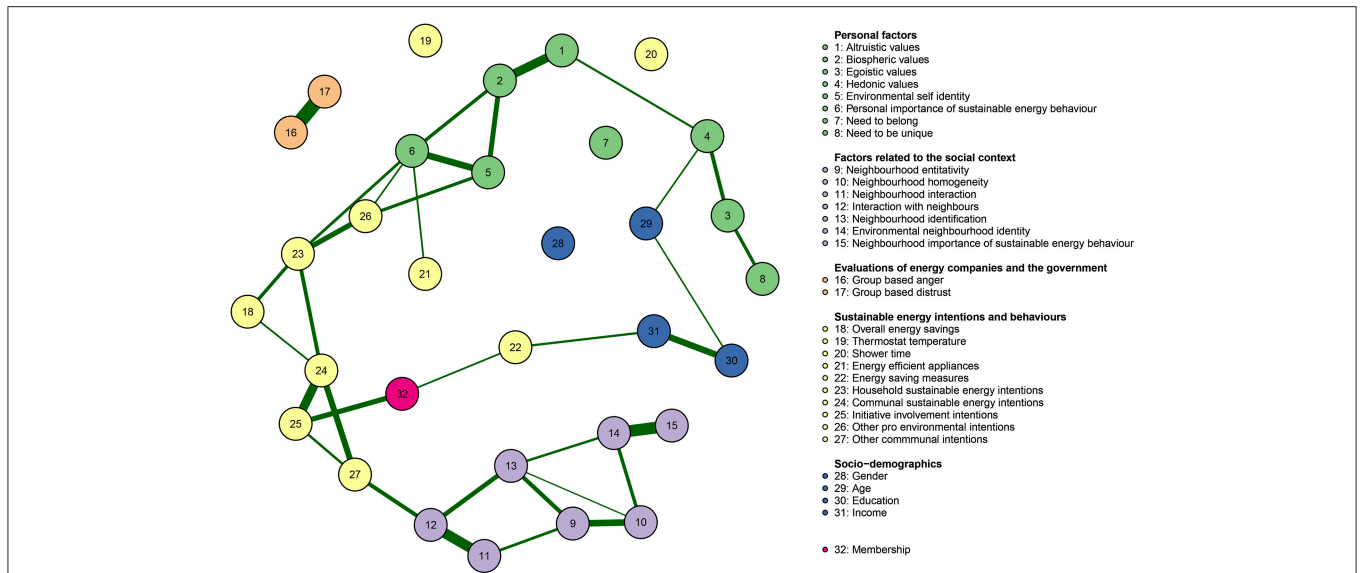 Personal factors
1: Altruistic values
2: Biospheric values
3: Egoistic values
4: Hedonic values
5: Environmental self identity
6: Personal importance of sustainable energy behaviour
7: Need to belong
8: Need to be unique
Factors related to the social context
9: Neighbourhood entitativity
10: Neighbourhood homogeneity
11: Neighbourhood interaction
12: Interaction with neighbours
13: Neighbourhood identification
14: Environmental neighbourhood identity
15: Neighbourhood importance of sustainable energy behaviour
Evaluations of energy companies and the government
16: Group based anger
17: Group based distrust
Sustainable energy intentions and behaviours
18: Overall energy savings
19: Thermostat temperature
20: Shower time
21: Energy efficient appliances
22: Energy saving measures
23: Household sustainable energy intentions
24: Communal sustainable energy intentions
25: Initiative involvement intentions
26: Other pro environmental intentions
27: Other commmunal intentions
Socio−demographics
28: Gender
29: Age
30: Education
31: Income
32: Membership
19
1
20
2
17
16
4
7
6
5
26
3
29
28
23
21
8
18
31
22
30
24
32
25
15
14
13
27
12
9
10
11